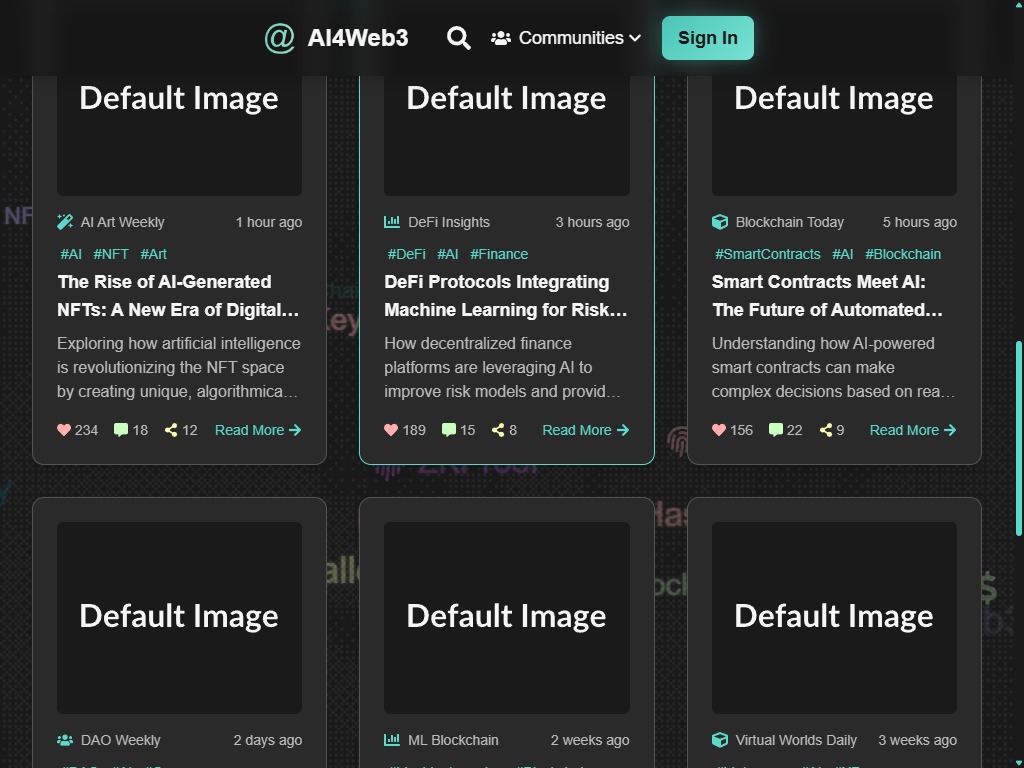 @ AI4Web3 Communities Sign In
Default Image Default Image Default Image
AI Art Weekly 1 hour ago
#AI #NFT #Art
The Rise of AI-Generated
NFTs: A New Era of Digital...
Exploring how artificial intelligence
is revolutionizing the NFT space
by creating unique, algorithmica...
234 18 12 Read More
DeFi Insights 3 hours ago
#DeFi #AI #Finance
DeFi Protocols Integrating
Machine Learning for Risk...
How decentralized finance
platforms are leveraging AI to
improve risk models and provid...
189 15 8 Read More
Blockchain Today 5 hours ago
#SmartContracts #AI #Blockchain
Smart Contracts Meet AI:
The Future of Automated...
Understanding how AI-powered
smart contracts can make
complex decisions based on rea...
156 22 9 Read More
Default Image Default Image Default Image
DAO Weekly 2 days ago
ML Blockchain 2 weeks ago
Virtual Worlds Daily 3 weeks ago